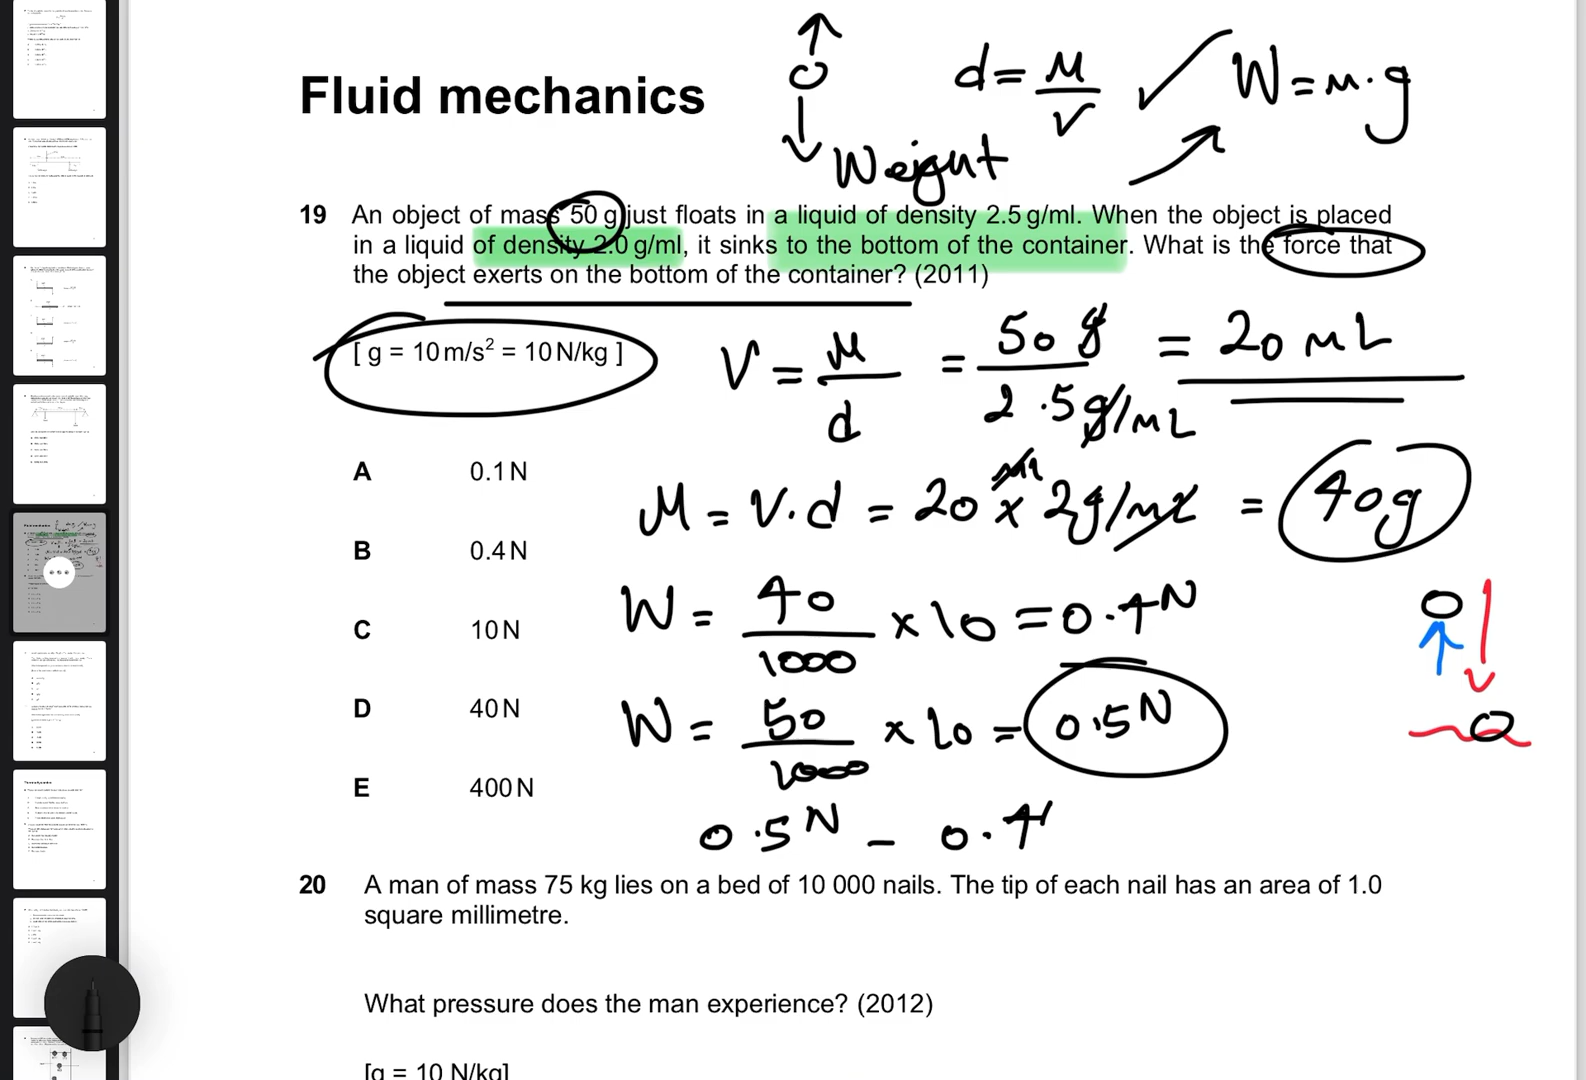 Fluid mechanics
d = M/V ✓ W = m·g
Weight
19 An object of mass 50 g just floats in a liquid of density 2.5 g/ml. When the object is placed
in a liquid of density 2.0 g/ml, it sinks to the bottom of the container. What is the force that
the object exerts on the bottom of the container? (2011)
[ g = 10 m/s² = 10 N/kg ]
V = M/d = 50 g / 2.5 g/mL = 20 mL
A 0.1 N
M = V.d = 20 ml x 2g/ml = 40g
B 0.4 N
W = 40/1000 x 10 = 0.4N
C 10 N
W = 50/1000 x 10 = 0.5N
D 40 N
E 400 N
0.5N - 0.4
20 A man of mass 75 kg lies on a bed of 10 000 nails. The tip of each nail has an area of 1.0
square millimetre.
What pressure does the man experience? (2012)
[g = 10 N/kg]